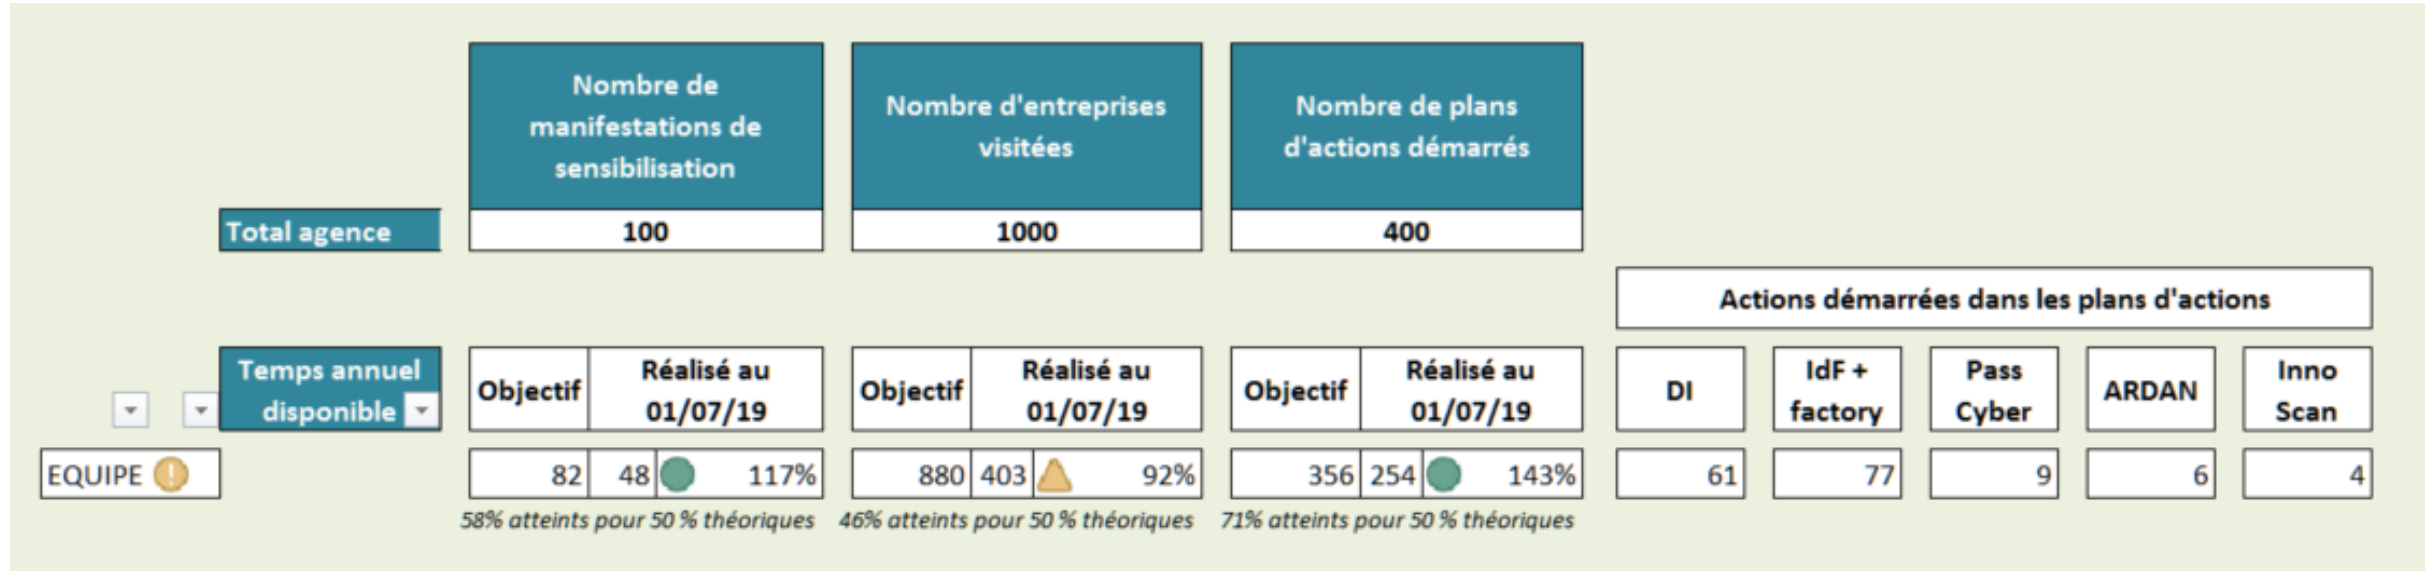 Nombre de
manifestations de
sensibilisation
Nombre d'entreprises
visitées
Nombre de plans
d'actions démarrés
Total agence
100
1000
400
Actions démarrées dans les plans d'actions
Temps annuel
disponible
Objectif
Réalisé au
01/07/19
Objectif
Réalisé au
01/07/19
Objectif
Réalisé au
01/07/19
DI
IdF +
factory
Pass
Cyber
ARDAN
Inno
Scan
EQUIPE !
82 48 117%
880 403 92%
356 254 143%
61
77
9
6
4
58% atteints pour 50 % théoriques
46% atteints pour 50 % théoriques
71% atteints pour 50 % théoriques